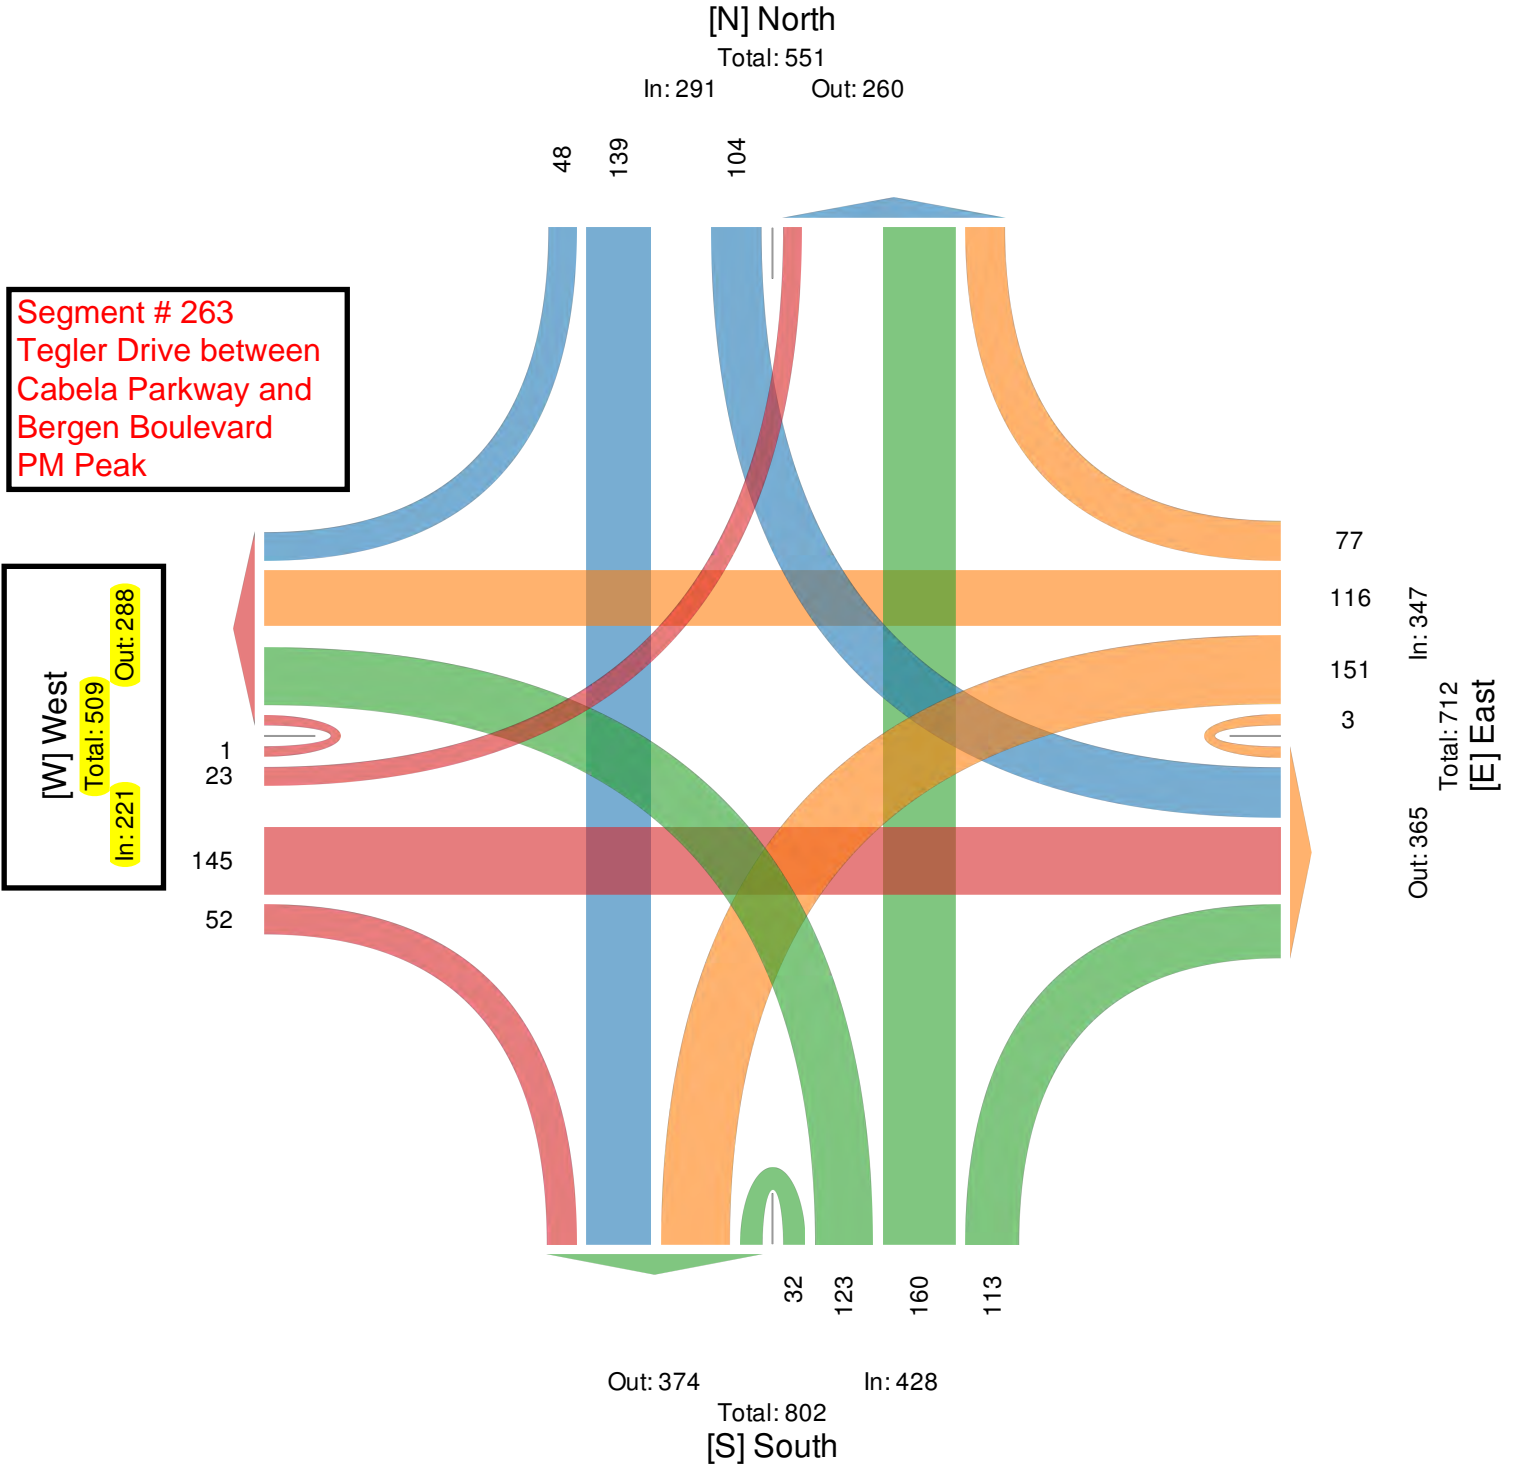 [N] North
Total: 551
In: 291
Out: 260
48
139
104
Segment # 263
Tegler Drive between
Cabela Parkway and
Bergen Boulevard
PM Peak
77
116
151
3
In: 347
Total: 712
[E] East
Out: 365
[W] West
Total: 509
Out: 288
In: 221
1
23
145
52
32
123
160
113
Out: 374
In: 428
Total: 802
[S] South